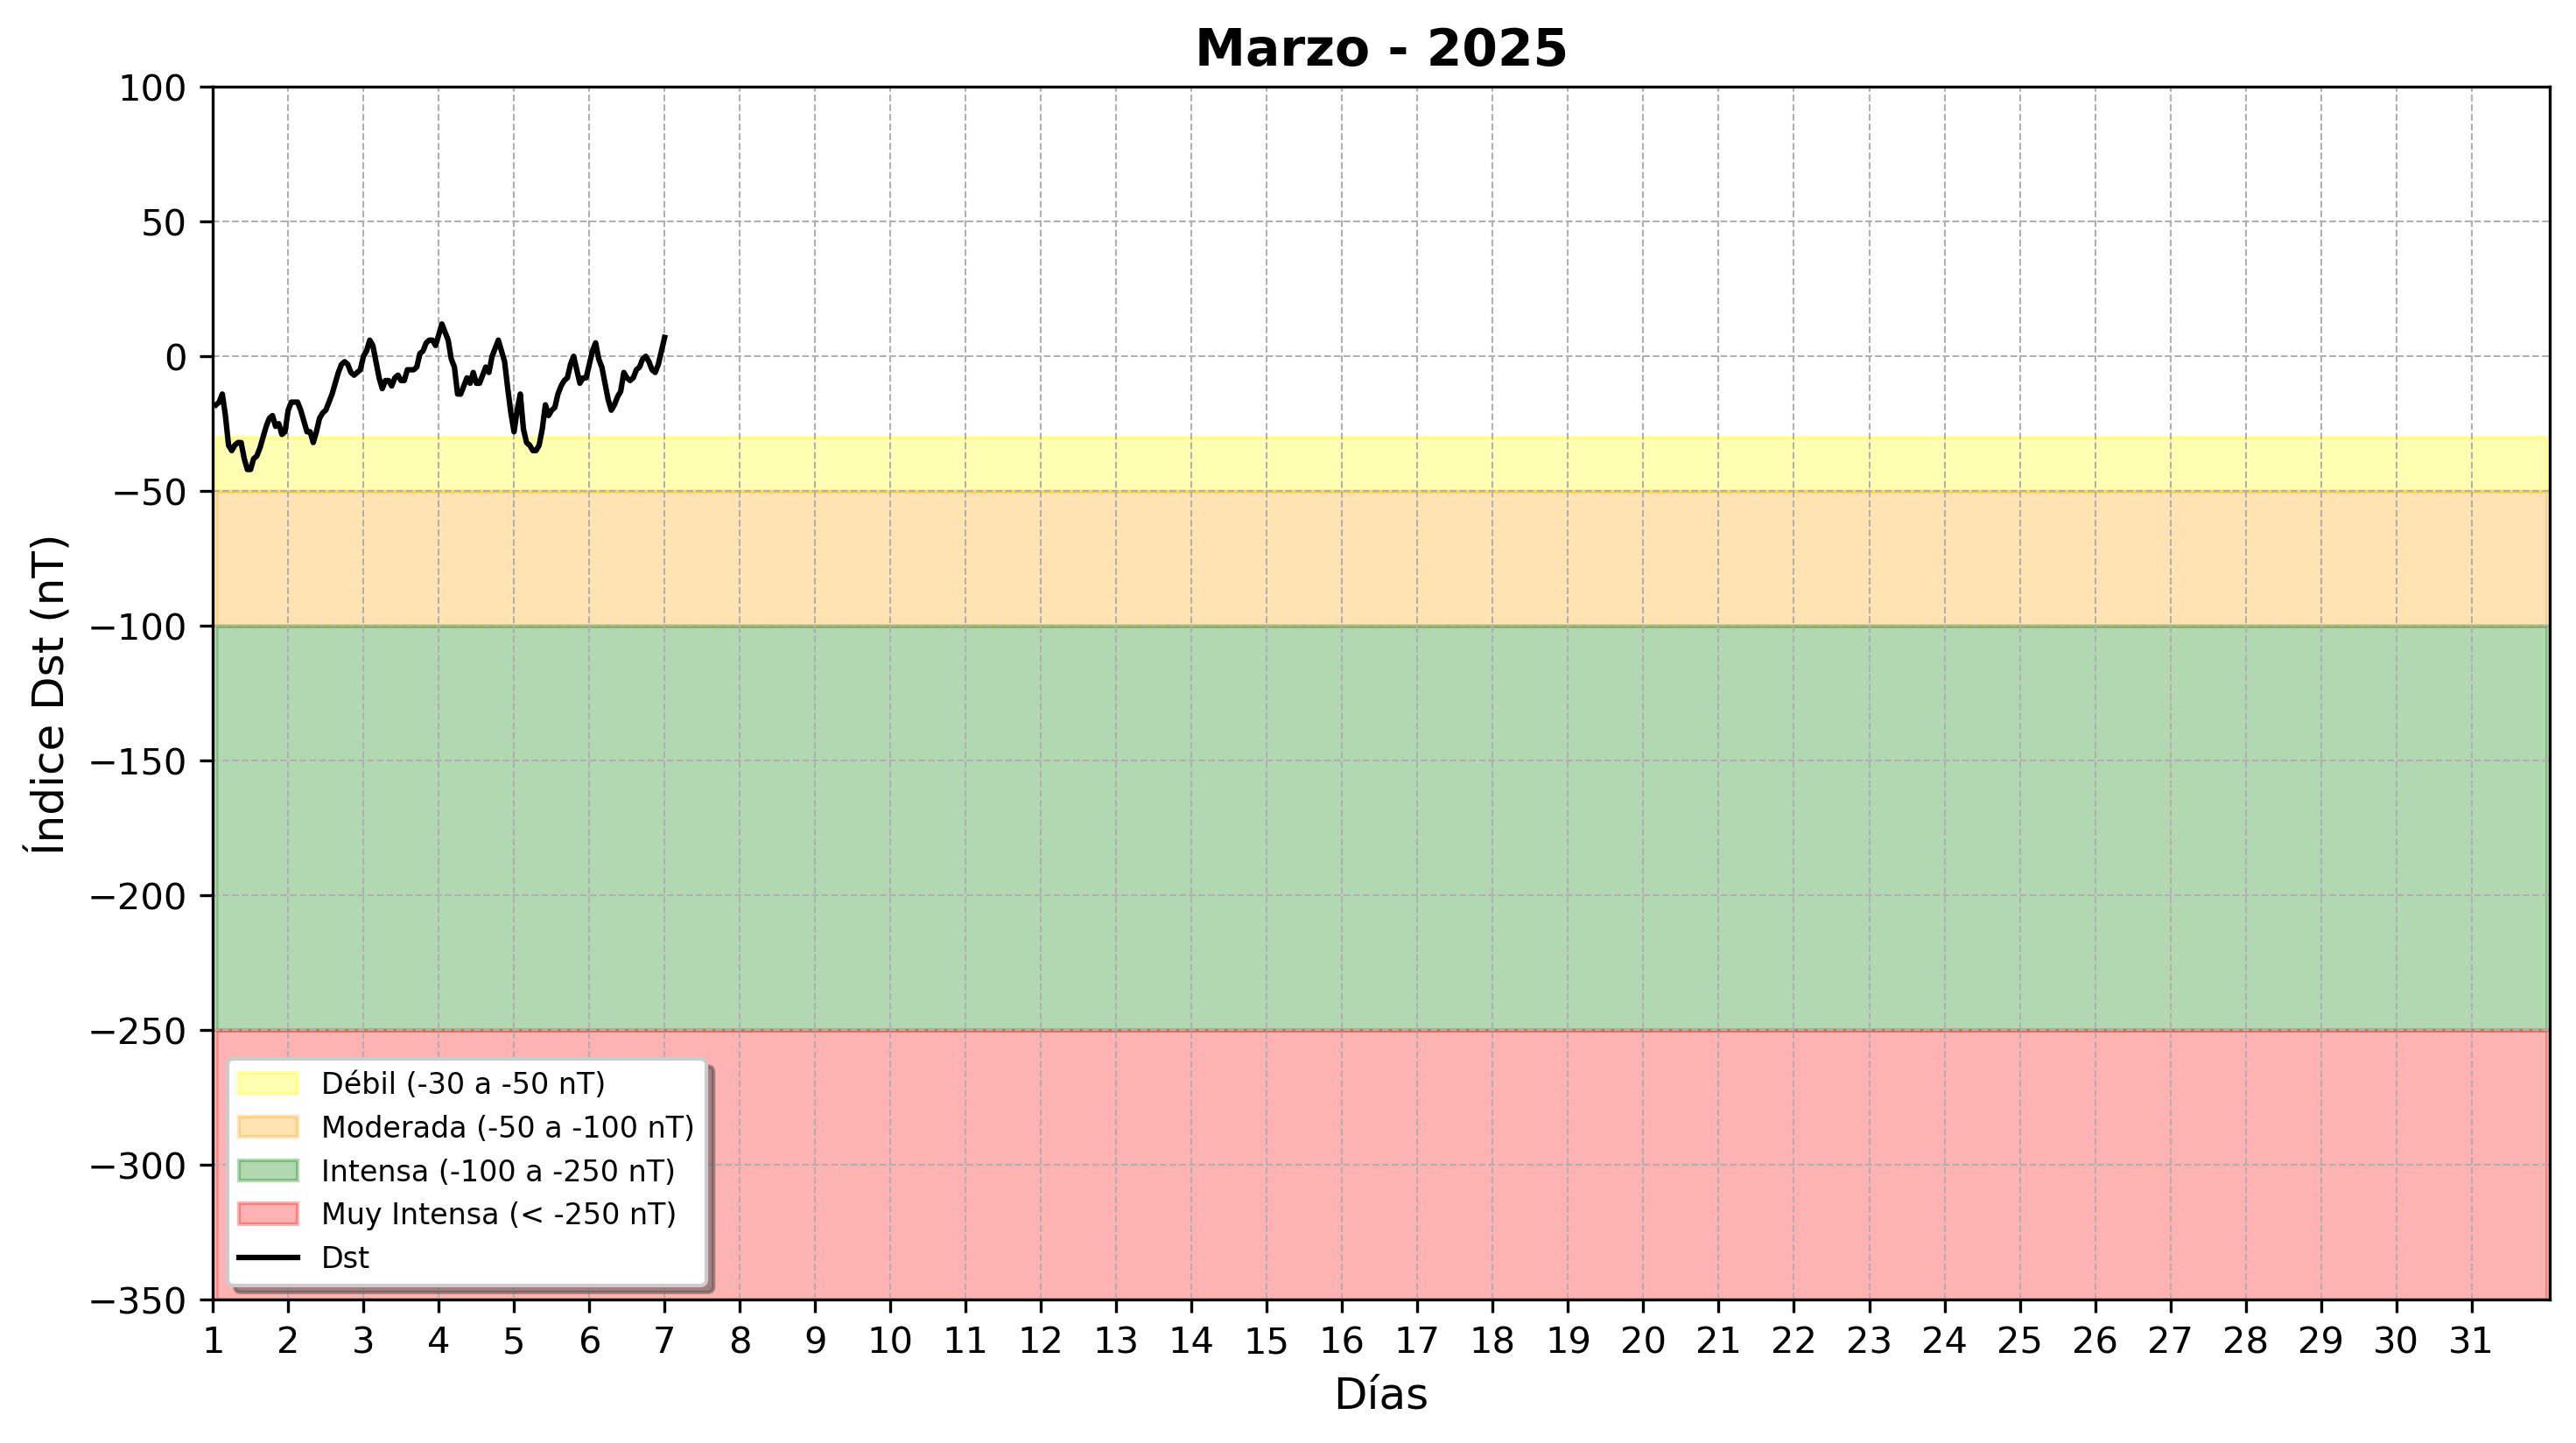 Marzo - 2025
Índice Dst (nT)
100
50
0
−50
−100
−150
−200
−250
−300
−350
Débil (-30 a -50 nT)
Moderada (-50 a -100 nT)
Intensa (-100 a -250 nT)
Muy Intensa (< -250 nT)
Dst
1 2 3 4 5 6 7 8 9 10 11 12 13 14 15 16 17 18 19 20 21 22 23 24 25 26 27 28 29 30 31
Días